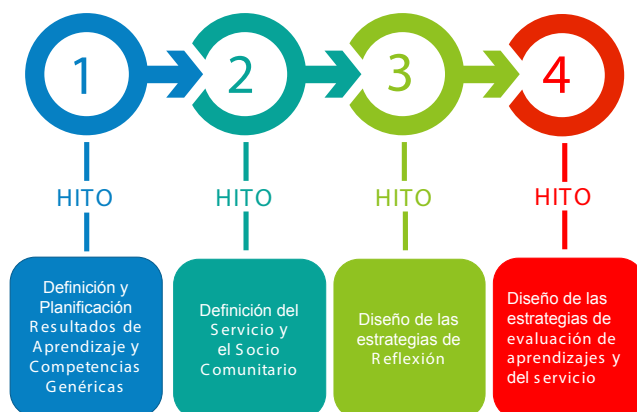 1
2
3
4
HITO
HITO
HITO
HITO
Definición y
Planificación
Resultados de
Aprendizaje y
Competencias
Genéricas
Definición del
Servicio y
el Socio
Comunitario
Diseño de las
estrategias de
Reflexión
Diseño de las
estrategias de
evaluación de
aprendizajes y
del servicio